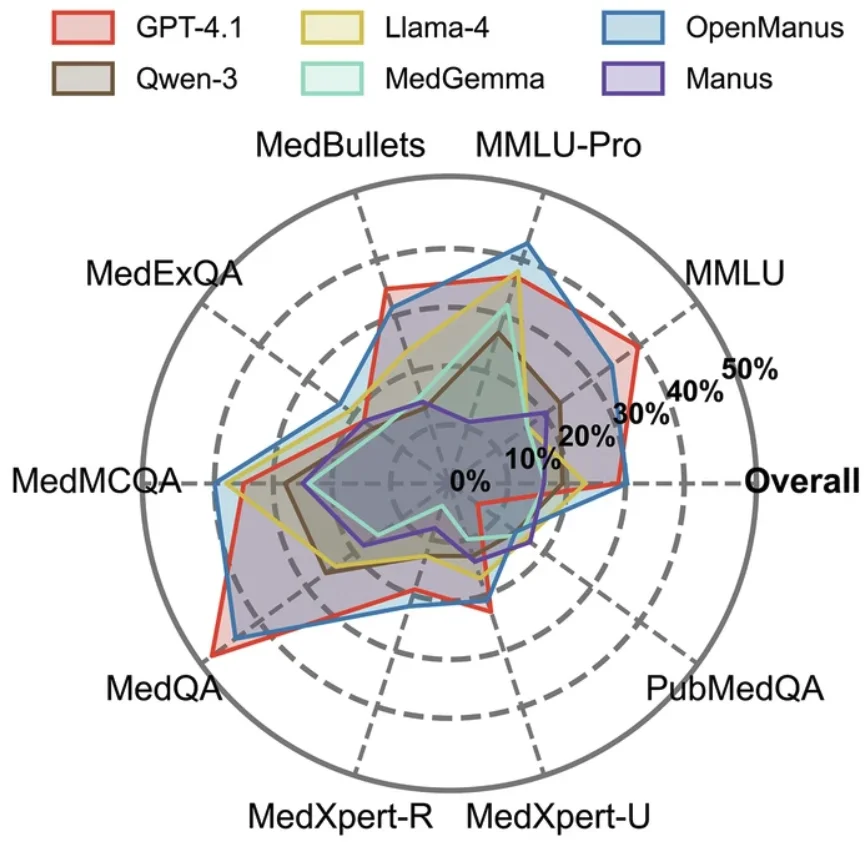 GPT-4.1 Llama-4 OpenManus
Qwen-3 MedGemma Manus
MedBullets MMLU-Pro
MedExQA MMLU
50%
40%
30%
20%
10%
0%
MedMCQA Overall
MedQA PubMedQA
MedXpert-R MedXpert-U